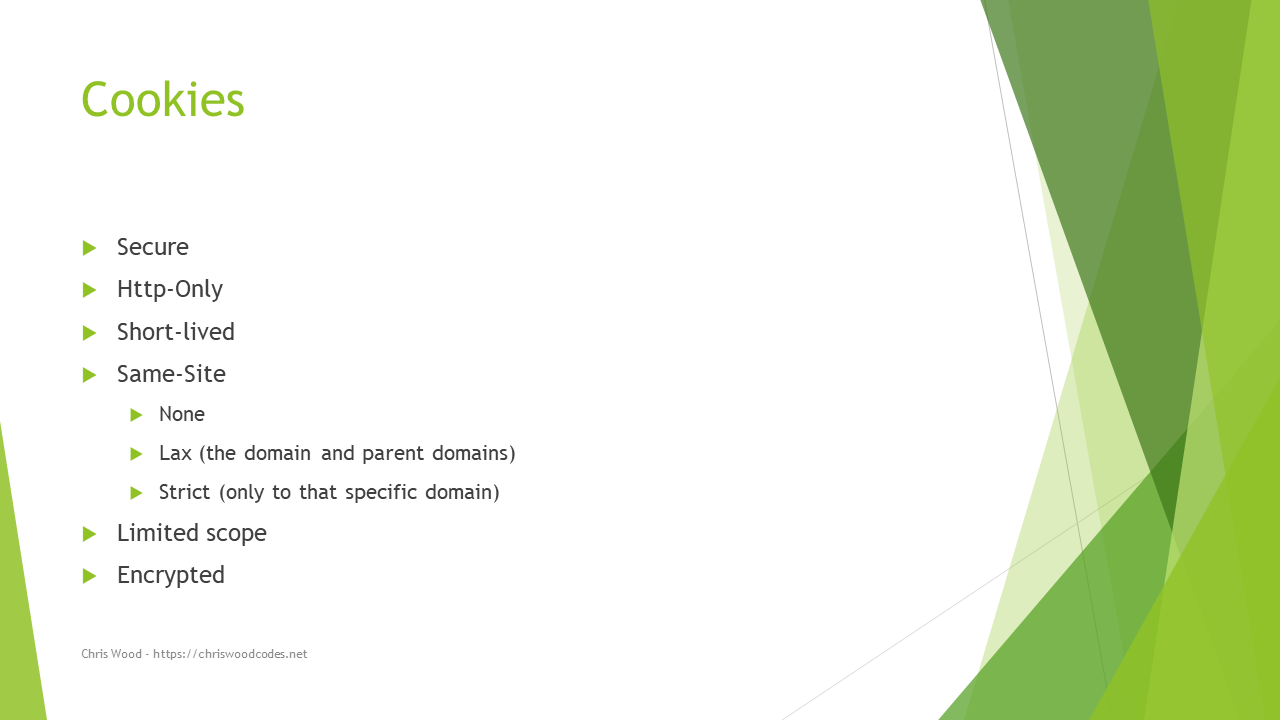 Cookies
Secure
Http-Only
Short-lived
Same-Site
None
Lax (the domain and parent domains)
Strict (only to that specific domain)
Limited scope
Encrypted
Chris Wood - https://chriswoodcodes.net